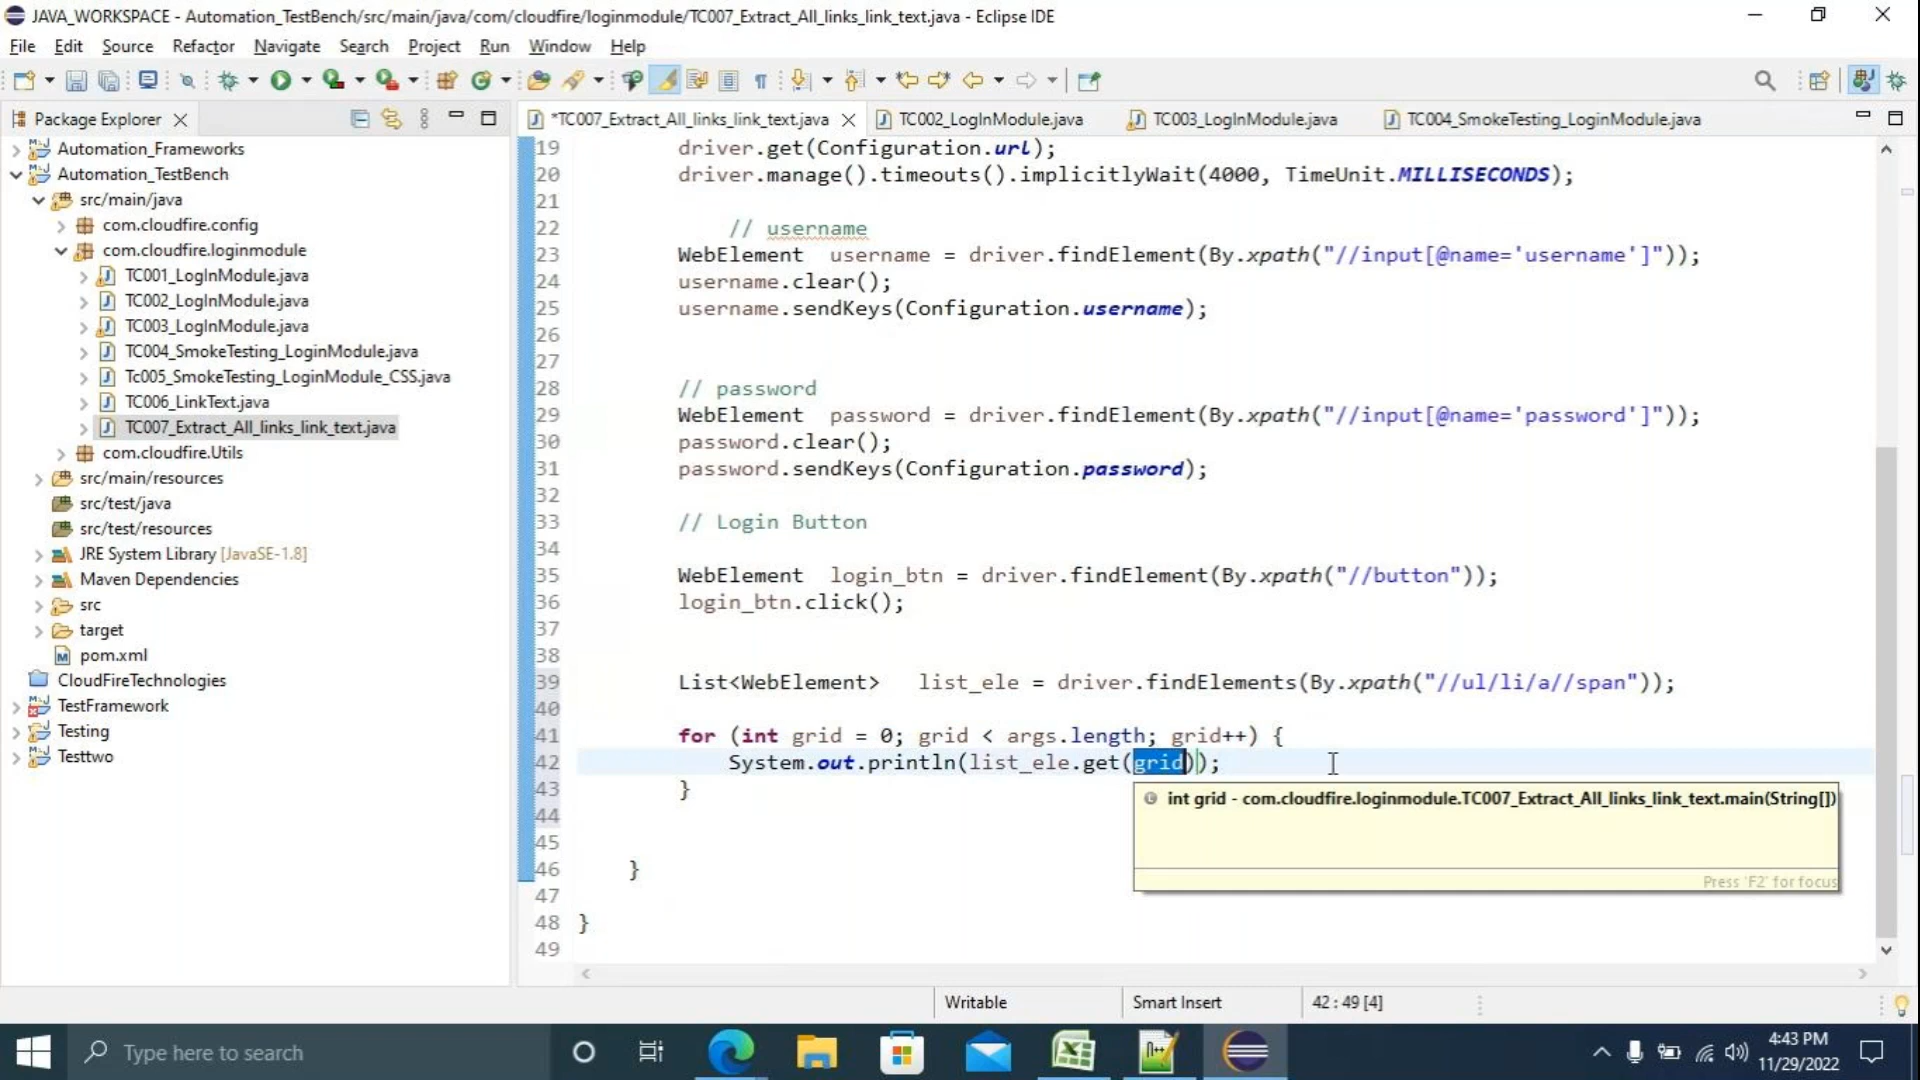 JAVA_WORKSPACE - Automation_TestBench/src/main/java/com/cloudfire/loginmodule/TC007_Extract_All_links_link_text.java - Eclipse IDE
File Edit Source Refactor Navigate Search Project Run Window Help
Package Explorer
*TC007_Extract_All_links_link_text.java TC002_LogInModule.java TC003_LogInModule.java TC004_SmokeTesting_LoginModule.java
Automation_Frameworks
Automation_TestBench
src/main/java
com.cloudfire.config
com.cloudfire.loginmodule
TC001_LogInModule.java
TC002_LogInModule.java
TC003_LogInModule.java
TC004_SmokeTesting_LoginModule.java
Tc005_SmokeTesting_LoginModule_CSS.java
TC006_LinkText.java
TC007_Extract_All_links_link_text.java
com.cloudfire.Utils
src/main/resources
src/test/java
src/test/resources
JRE System Library [JavaSE-1.8]
Maven Dependencies
src
target
pom.xml
CloudFireTechnologies
TestFramework
Testing
Testtwo
19 driver.get(Configuration.url);
20 driver.manage().timeouts().implicitlyWait(4000, TimeUnit.MILLISECONDS);
21
22 // username
23 WebElement username = driver.findElement(By.xpath("//input[@name='username']"));
24 username.clear();
25 username.sendKeys(Configuration.username);
26
27
28 // password
29 WebElement password = driver.findElement(By.xpath("//input[@name='password']"));
30 password.clear();
31 password.sendKeys(Configuration.password);
32
33 // Login Button
34
35 WebElement login_btn = driver.findElement(By.xpath("//button"));
36 login_btn.click();
37
38
39 List<WebElement> list_ele = driver.findElements(By.xpath("//ul/li/a//span"));
40
41 for (int grid = 0; grid < args.length; grid++) {
42 System.out.println(list_ele.get(grid));
43 }
44
45
46 }
47
48 }
49
int grid - com.cloudfire.loginmodule.TC007_Extract_All_links_link_text.main(String[])
Press 'F2' for focus
Writable Smart Insert 42 : 49 [4]
Type here to search
4:43 PM
11/29/2022